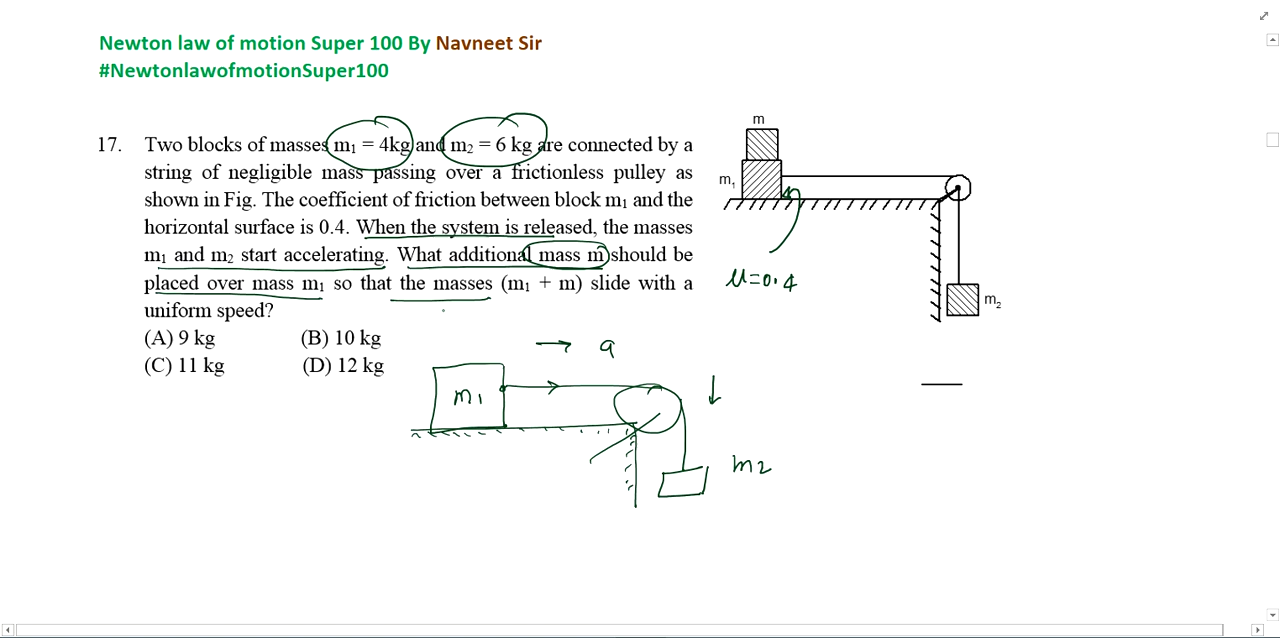 Newton law of motion Super 100 By Navneet Sir
#NewtonlawofmotionSuper100
17. Two blocks of masses m₁ = 4kg and m₂ = 6 kg are connected by a
string of negligible mass passing over a frictionless pulley as
shown in Fig. The coefficient of friction between block m₁ and the
horizontal surface is 0.4. When the system is released, the masses
m₁ and m₂ start accelerating. What additional mass m should be
placed over mass m₁ so that the masses (m₁ + m) slide with a
uniform speed?
(A) 9 kg (B) 10 kg
(C) 11 kg (D) 12 kg
m
m₁
μ=0.4
m₂
a
m₁
m₂